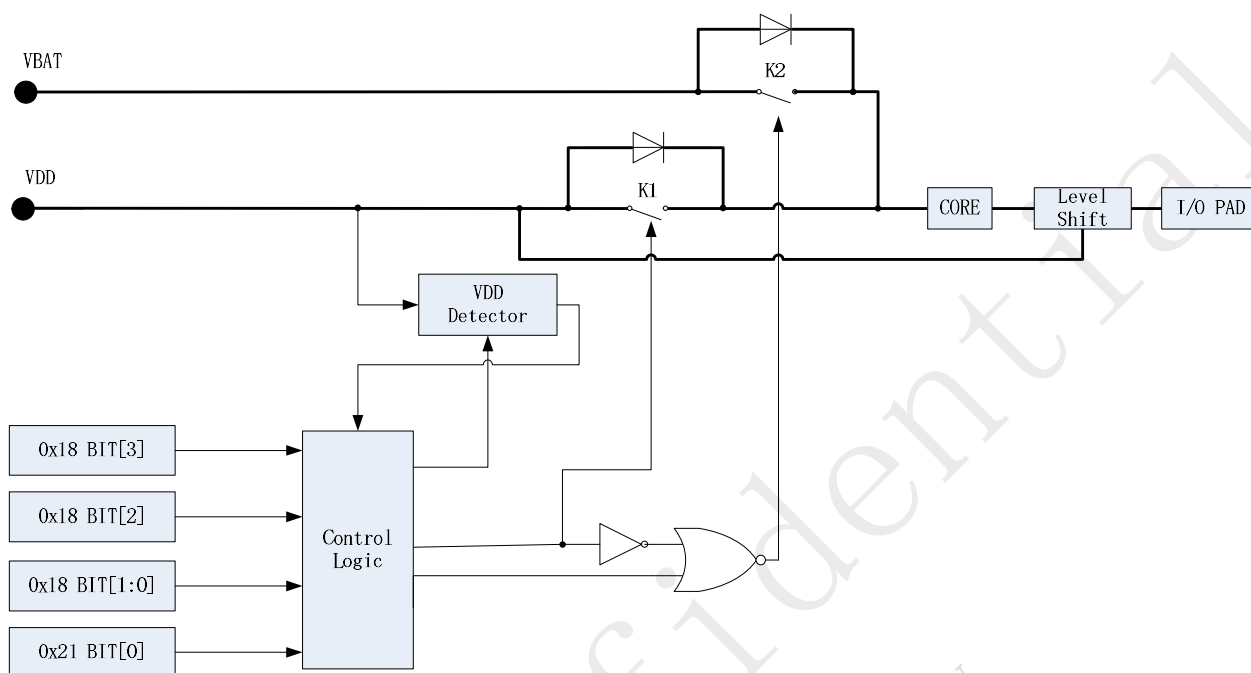 VBAT
K2
VDD
K1
CORE
Level
Shift
I/O PAD
VDD
Detector
0x18 BIT[3]
0x18 BIT[2]
Control
Logic
0x18 BIT[1:0]
0x21 BIT[0]
fidential